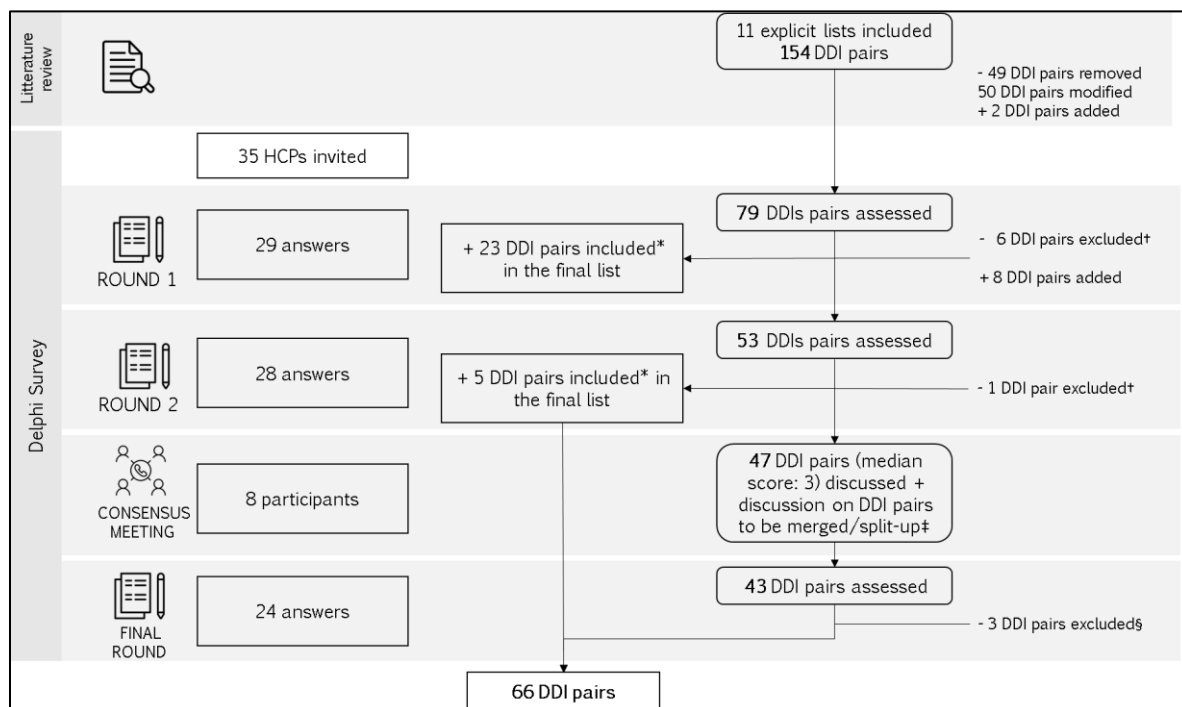 Litterature
review
11 explicit lists included
154 DDI pairs
- 49 DDI pairs removed
50 DDI pairs modified
+ 2 DDI pairs added
Delphi Survey
35 HCPs invited
ROUND 1
29 answers
+ 23 DDI pairs included*
in the final list
79 DDIs pairs assessed
- 6 DDI pairs excluded†
+ 8 DDI pairs added
ROUND 2
28 answers
+ 5 DDI pairs included* in
the final list
53 DDIs pairs assessed
- 1 DDI pair excluded†
CONSENSUS
MEETING
8 participants
47 DDI pairs (median
score: 3) discussed +
discussion on DDI pairs
to be merged/split-up‡
FINAL
ROUND
24 answers
43 DDI pairs assessed
- 3 DDI pairs excluded§
66 DDI pairs